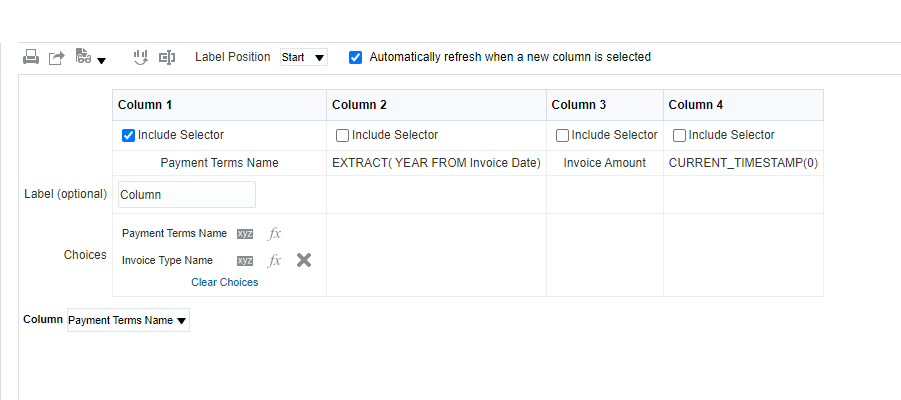 Label Position Start Automatically refresh when a new column is selected
Column 1 Column 2 Column 3 Column 4
Include Selector Include Selector Include Selector Include Selector
Payment Terms Name EXTRACT( YEAR FROM Invoice Date) Invoice Amount CURRENT_TIMESTAMP(0)
Label (optional) Column
Payment Terms Name xyz fx
Choices
Invoice Type Name xyz fx
Clear Choices
Column Payment Terms Name